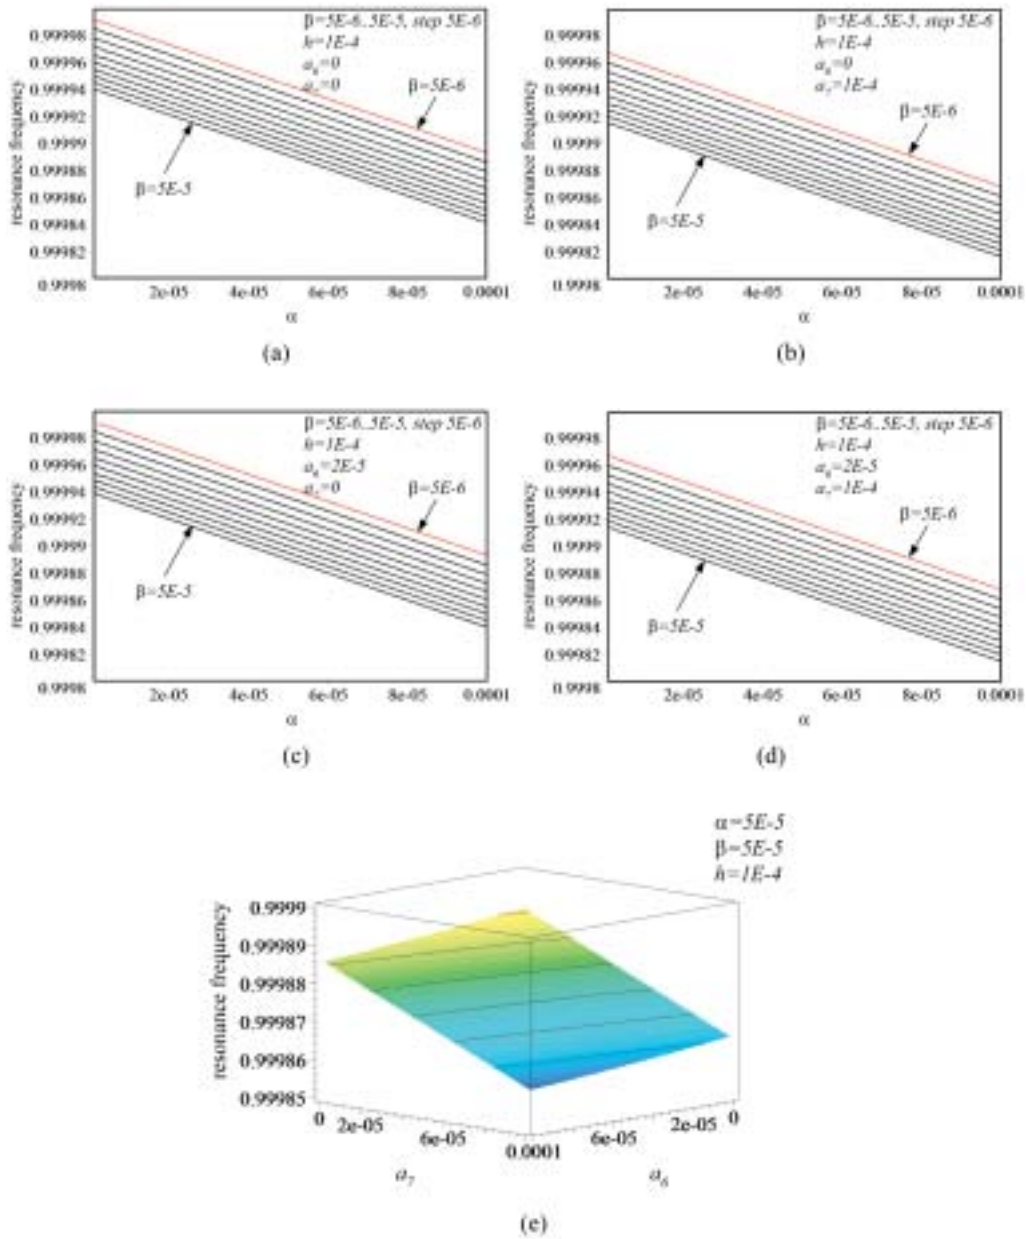 β=5E-6..5E-5, step 5E-6
h=1E-4
a₆=0
a₇=0
β=5E-6
β=5E-5
resonance frequency
0.99998
0.99996
0.99994
0.99992
0.9999
0.99988
0.99986
0.99984
0.99982
0.9998
2e-05 4e-05 6e-05 8e-05 0.0001
α
(a)
β=5E-6..5E-5, step 5E-6
h=1E-4
a₆=0
a₇=1E-4
β=5E-6
β=5E-5
resonance frequency
0.99998
0.99996
0.99994
0.99992
0.9999
0.99988
0.99986
0.99984
0.99982
0.9998
2e-05 4e-05 6e-05 8e-05 0.0001
α
(b)
β=5E-6..5E-5, step 5E-6
h=1E-4
a₆=2E-5
a₇=0
β=5E-6
β=5E-5
resonance frequency
0.99998
0.99996
0.99994
0.99992
0.9999
0.99988
0.99986
0.99984
0.99982
0.9998
2e-05 4e-05 6e-05 8e-05 0.0001
α
(c)
β=5E-6..5E-5, step 5E-6
h=1E-4
a₆=2E-5
a₇=1E-4
β=5E-6
β=5E-5
resonance frequency
0.99998
0.99996
0.99994
0.99992
0.9999
0.99988
0.99986
0.99984
0.99982
0.9998
2e-05 4e-05 6e-05 8e-05 0.0001
α
(d)
α=5E-5
β=5E-5
h=1E-4
resonance frequency
0.9999
0.99989
0.99988
0.99987
0.99986
0.99985
0 2e-05 6e-05 0.0001 6e-05 2e-05 0
a₇ a₆
(e)